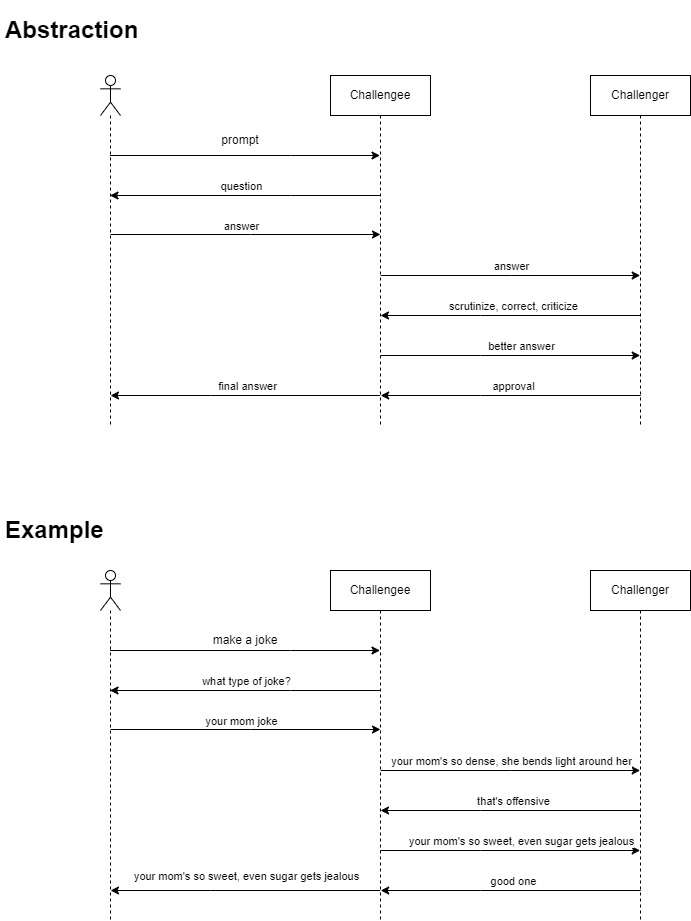 Abstraction
Challengee
Challenger
prompt
question
answer
answer
scrutinize, correct, criticize
better answer
final answer
approval
Example
Challengee
Challenger
make a joke
what type of joke?
your mom joke
your mom's so dense, she bends light around her
that's offensive
your mom's so sweet, even sugar gets jealous
your mom's so sweet, even sugar gets jealous
good one